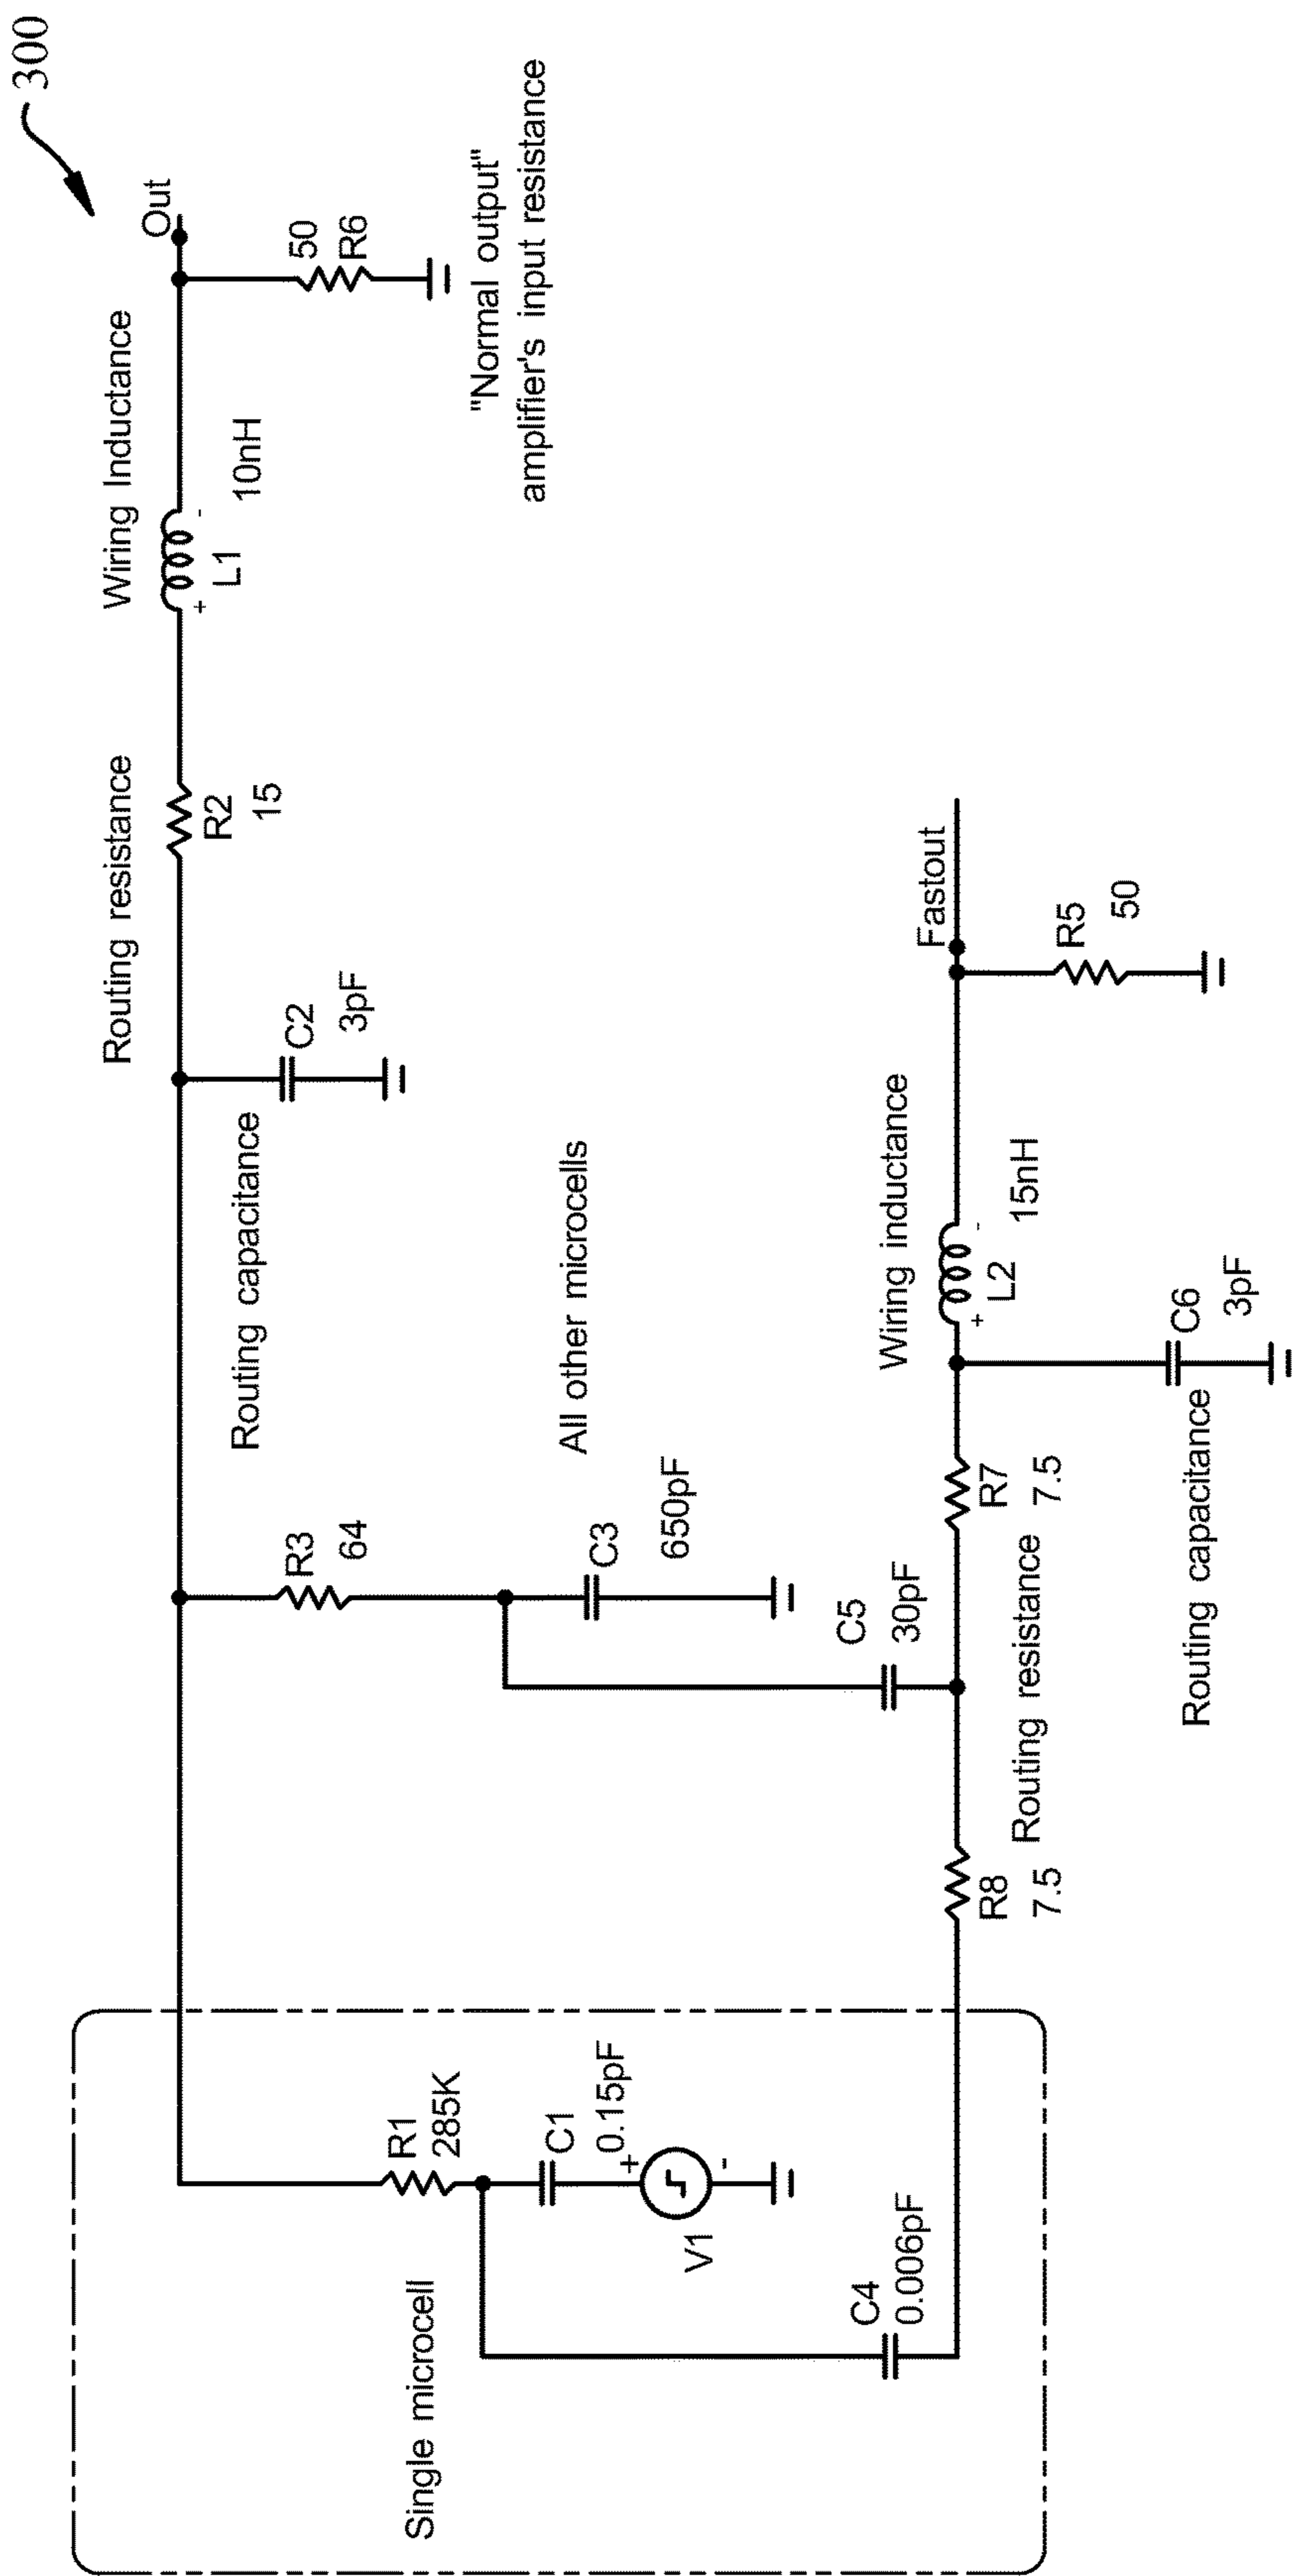 300
Out
50
R6
"Normal output"
amplifier's input resistance
Wiring Inductance
+
-
L1
10nH
Routing resistance
R2
15
C2
3pF
Routing capacitance
R3
64
All other microcells
C3
650pF
C5
30pF
Single microcell
R1
285K
C1
0.15pF
+
-
V1
C4
0.006pF
R8
7.5
Routing resistance
R7
7.5
Routing capacitance
C6
3pF
Wiring inductance
+
-
L2
15nH
Fastout
R5
50